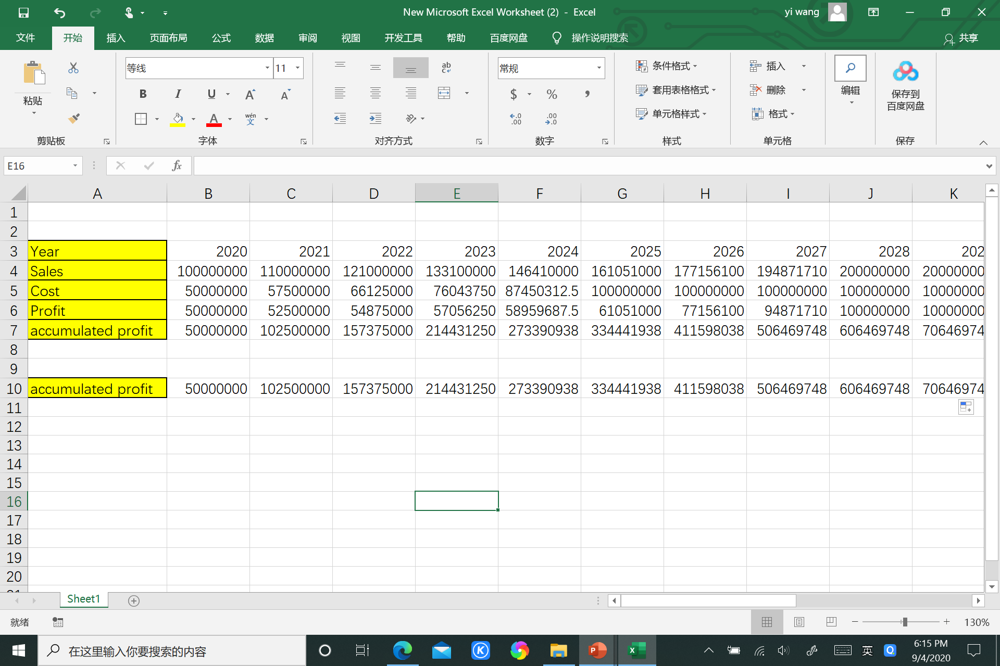 New Microsoft Excel Worksheet (2) - Excel
yi wang
文件 开始 插入 页面布局 公式 数据 审阅 视图 开发工具 帮助 百度网盘 操作说明搜索 共享
粘贴
等线 11
B I U A A
A wén 文
ab c
常规
$ % ,
.0 .00 .00 .0
条件格式
套用表格格式
单元格样式
插入
删除
格式
编辑
保存到
百度网盘
剪贴板 字体 对齐方式 数字 样式 单元格 保存
E16 fx
A B C D E F G H I J K
1
2
3 Year 2020 2021 2022 2023 2024 2025 2026 2027 2028 202
4 Sales 100000000 110000000 121000000 133100000 146410000 161051000 177156100 194871710 200000000 20000000
5 Cost 50000000 57500000 66125000 76043750 87450312.5 100000000 100000000 100000000 100000000 10000000
6 Profit 50000000 52500000 54875000 57056250 58959687.5 61051000 77156100 94871710 100000000 10000000
7 accumulated profit 50000000 102500000 157375000 214431250 273390938 334441938 411598038 506469748 606469748 70646974
8
9
10 accumulated profit 50000000 102500000 157375000 214431250 273390938 334441938 411598038 506469748 606469748 70646974
11
12
13
14
15
16
17
18
19
20
21
Sheet1
就绪 130%
在这里输入你要搜索的内容
英
6:15 PM
9/4/2020